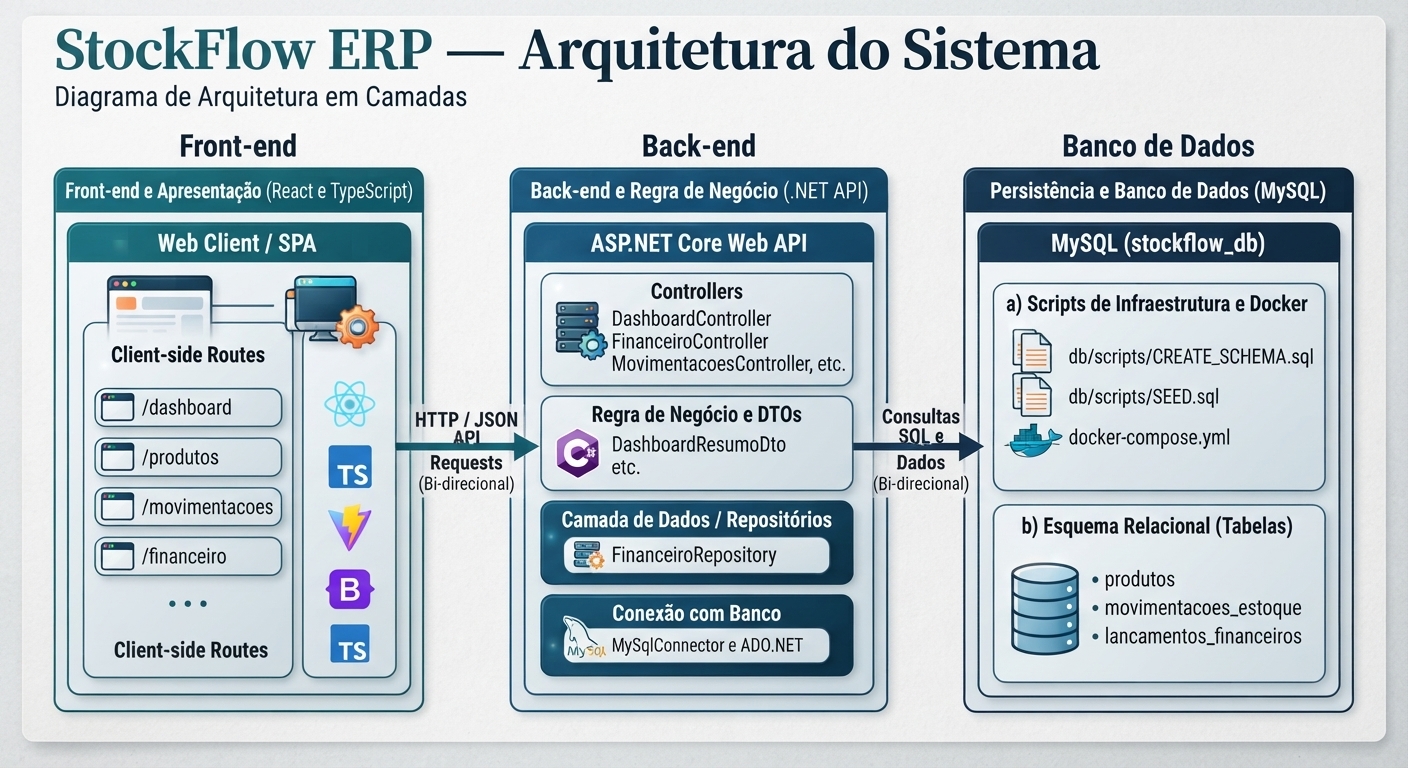 StockFlow ERP — Arquitetura do Sistema
Diagrama de Arquitetura em Camadas
Front-end
Front-end e Apresentação (React e TypeScript)
Web Client / SPA
Client-side Routes
/dashboard
/produtos
/movimentacoes
/financeiro
...
Client-side Routes
TS
B
TS
HTTP / JSON
API
Requests
(Bi-direcional)
Back-end
Back-end e Regra de Negócio (.NET API)
ASP.NET Core Web API
Controllers
DashboardController
FinanceiroController
MovimentacoesController, etc.
Regra de Negócio e DTOs
C#
DashboardResumoDto
etc.
Camada de Dados / Repositórios
FinanceiroRepository
Conexão com Banco
MySQL
MySqlConnector e ADO.NET
Consultas
SQL e
Dados
(Bi-direcional)
Banco de Dados
Persistência e Banco de Dados (MySQL)
MySQL (stockflow_db)
a) Scripts de Infraestrutura e Docker
db/scripts/CREATE_SCHEMA.sql
db/scripts/SEED.sql
docker-compose.yml
b) Esquema Relacional (Tabelas)
• produtos
• movimentacoes_estoque
• lancamentos_financeiros